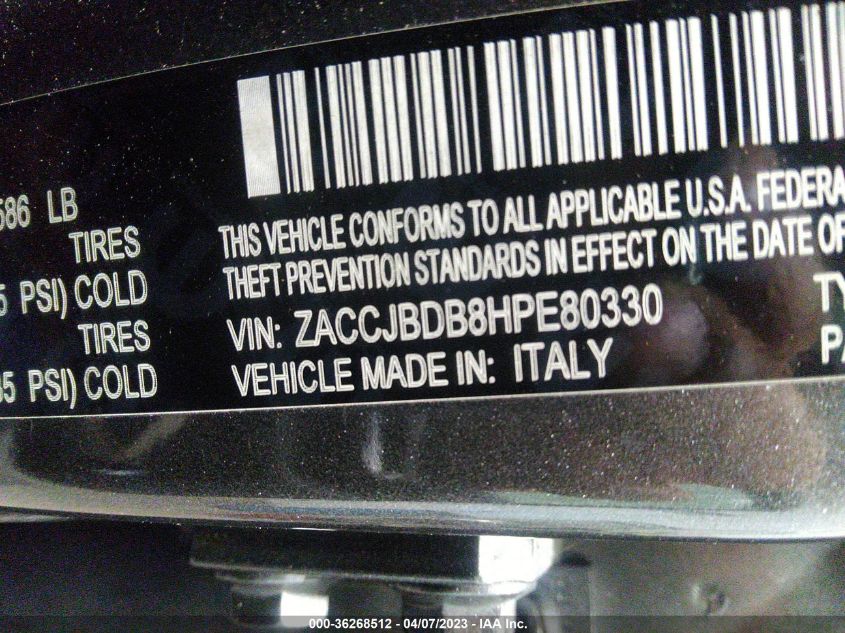 586 LB
TIRES
5 PSI) COLD
TIRES
35 PSI) COLD
THIS VEHICLE CONFORMS TO ALL APPLICABLE U.S.A. FEDERA
THEFT PREVENTION STANDARDS IN EFFECT ON THE DATE OF
VIN: ZACCJBDB8HPE80330
VEHICLE MADE IN: ITALY
TY
PA
000-36268512 - 04/07/2023 - © IAA, Inc.